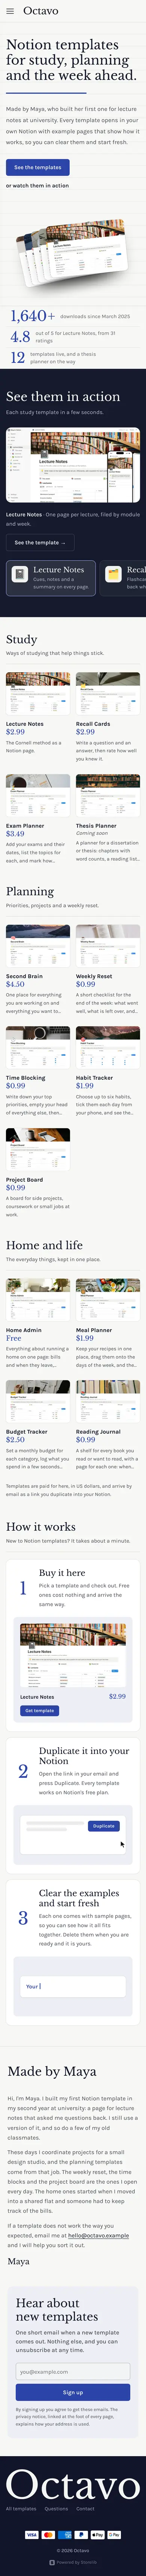 Octavo
Notion templates
for study, planning
and the week ahead.
Made by Maya, who built her first one for lecture
notes at university. Every template opens in your
own Notion with example pages that show how it
works, so you can clear them and start fresh.
See the templates
or watch them in action
1,640+ downloads since March 2025
4.8 out of 5 for Lecture Notes, from 31
ratings
12 templates live, and a thesis
planner on the way
See them in action
Each study template in a few seconds.
Lecture Notes
Lecture Notes · One page per lecture, filed by module
and week.
See the template →
Lecture Notes
Cues, notes and a
summary on every page.
Recal
Flashcar
back wh
Study
Ways of studying that help things stick.
Lecture Notes
$2.99
The Cornell method as a
Notion page.
Recall Cards
$2.99
Write a question and an
answer, then rate how well
you knew it.
Exam Planner
$3.49
Add your exams and their
dates, list the topics for
each, and mark how…
Thesis Planner
Coming soon
A planner for a dissertation
or thesis: chapters with
word counts, a reading list…
Planning
Priorities, projects and a weekly reset.
Second Brain
$4.50
One place for everything
you are working on and
everything you want to…
Weekly Reset
$0.99
A short checklist for the
end of the week: what went
well, what is left over, and…
Time Blocking
$0.99
Write down your top
priorities, empty your head
of everything else, then…
Habit Tracker
$1.99
Choose up to six habits,
tick them each day from
your phone, and see the…
Project Board
$0.99
A board for side projects,
coursework or small jobs at
work.
Home and life
The everyday things, kept in one place.
Home Admin
Free
Everything about running a
home on one page: bills
and when they leave,…
Meal Planner
$1.99
Keep your recipes in one
place, drag them onto the
days of the week, and the…
Budget Tracker
$2.50
Set a monthly budget for
each category, log what you
spend in a few seconds…
Reading Journal
$0.99
A shelf for every book you
read or want to read, with a
page for each one: when…
Templates are paid for here, in US dollars, and arrive by
email as a link you duplicate into your Notion.
How it works
New to Notion templates? It takes about a minute.
1
Buy it here
Pick a template and check out. Free
ones cost nothing and arrive the
same way.
Lecture Notes
Lecture Notes $2.99
Get template
2
Duplicate it into your
Notion
Open the link in your email and
press Duplicate. Every template
works on Notion's free plan.
Duplicate
3
Clear the examples
and start fresh
Each one comes with sample pages,
so you can see how it all fits
together. Delete them when you are
ready and it is yours.
Your
Made by Maya
Hi, I'm Maya. I built my first Notion template in
my second year at university: a page for lecture
notes that asked me questions back. I still use a
version of it, and so do a few of my old
classmates.
These days I coordinate projects for a small
design studio, and the planning templates
came from that job. The weekly reset, the time
blocks and the project board are the ones I open
every day. The home ones started when I moved
into a shared flat and someone had to keep
track of the bills.
If a template does not work the way you
expected, email me at hello@octavo.example
and I will help you sort it out.
Maya
Hear about
new templates
One short email when a new template
comes out. Nothing else, and you can
unsubscribe at any time.
you@example.com
Sign up
By signing up you agree to get these emails. The
privacy notice, linked at the foot of every page,
explains how your address is used.
Octavo
All templates Questions Contact
VISA
PayPal
Apple Pay
G Pay
© 2026 Octavo